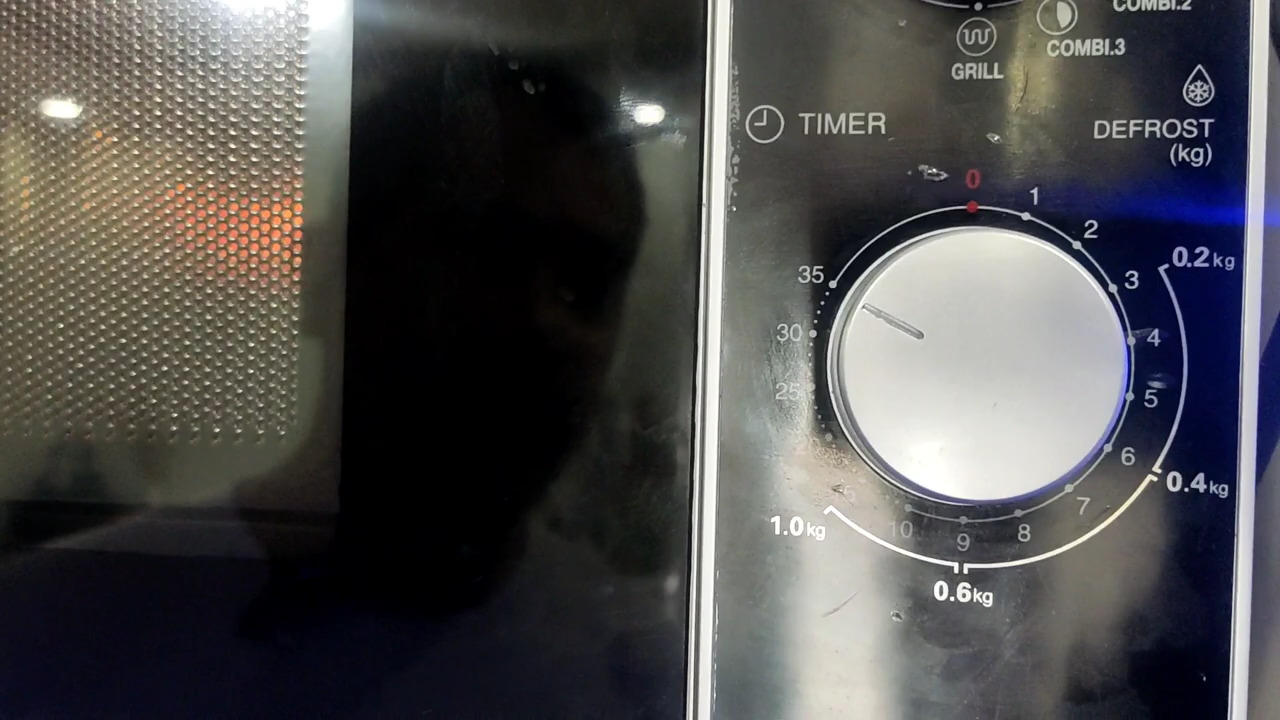 COMBI.2
COMBI.3
GRILL
TIMER
DEFROST
(kg)
0
1
2
3
4
5
6
7
8
9
10
25
30
35
0.2kg
0.4kg
0.6kg
1.0kg